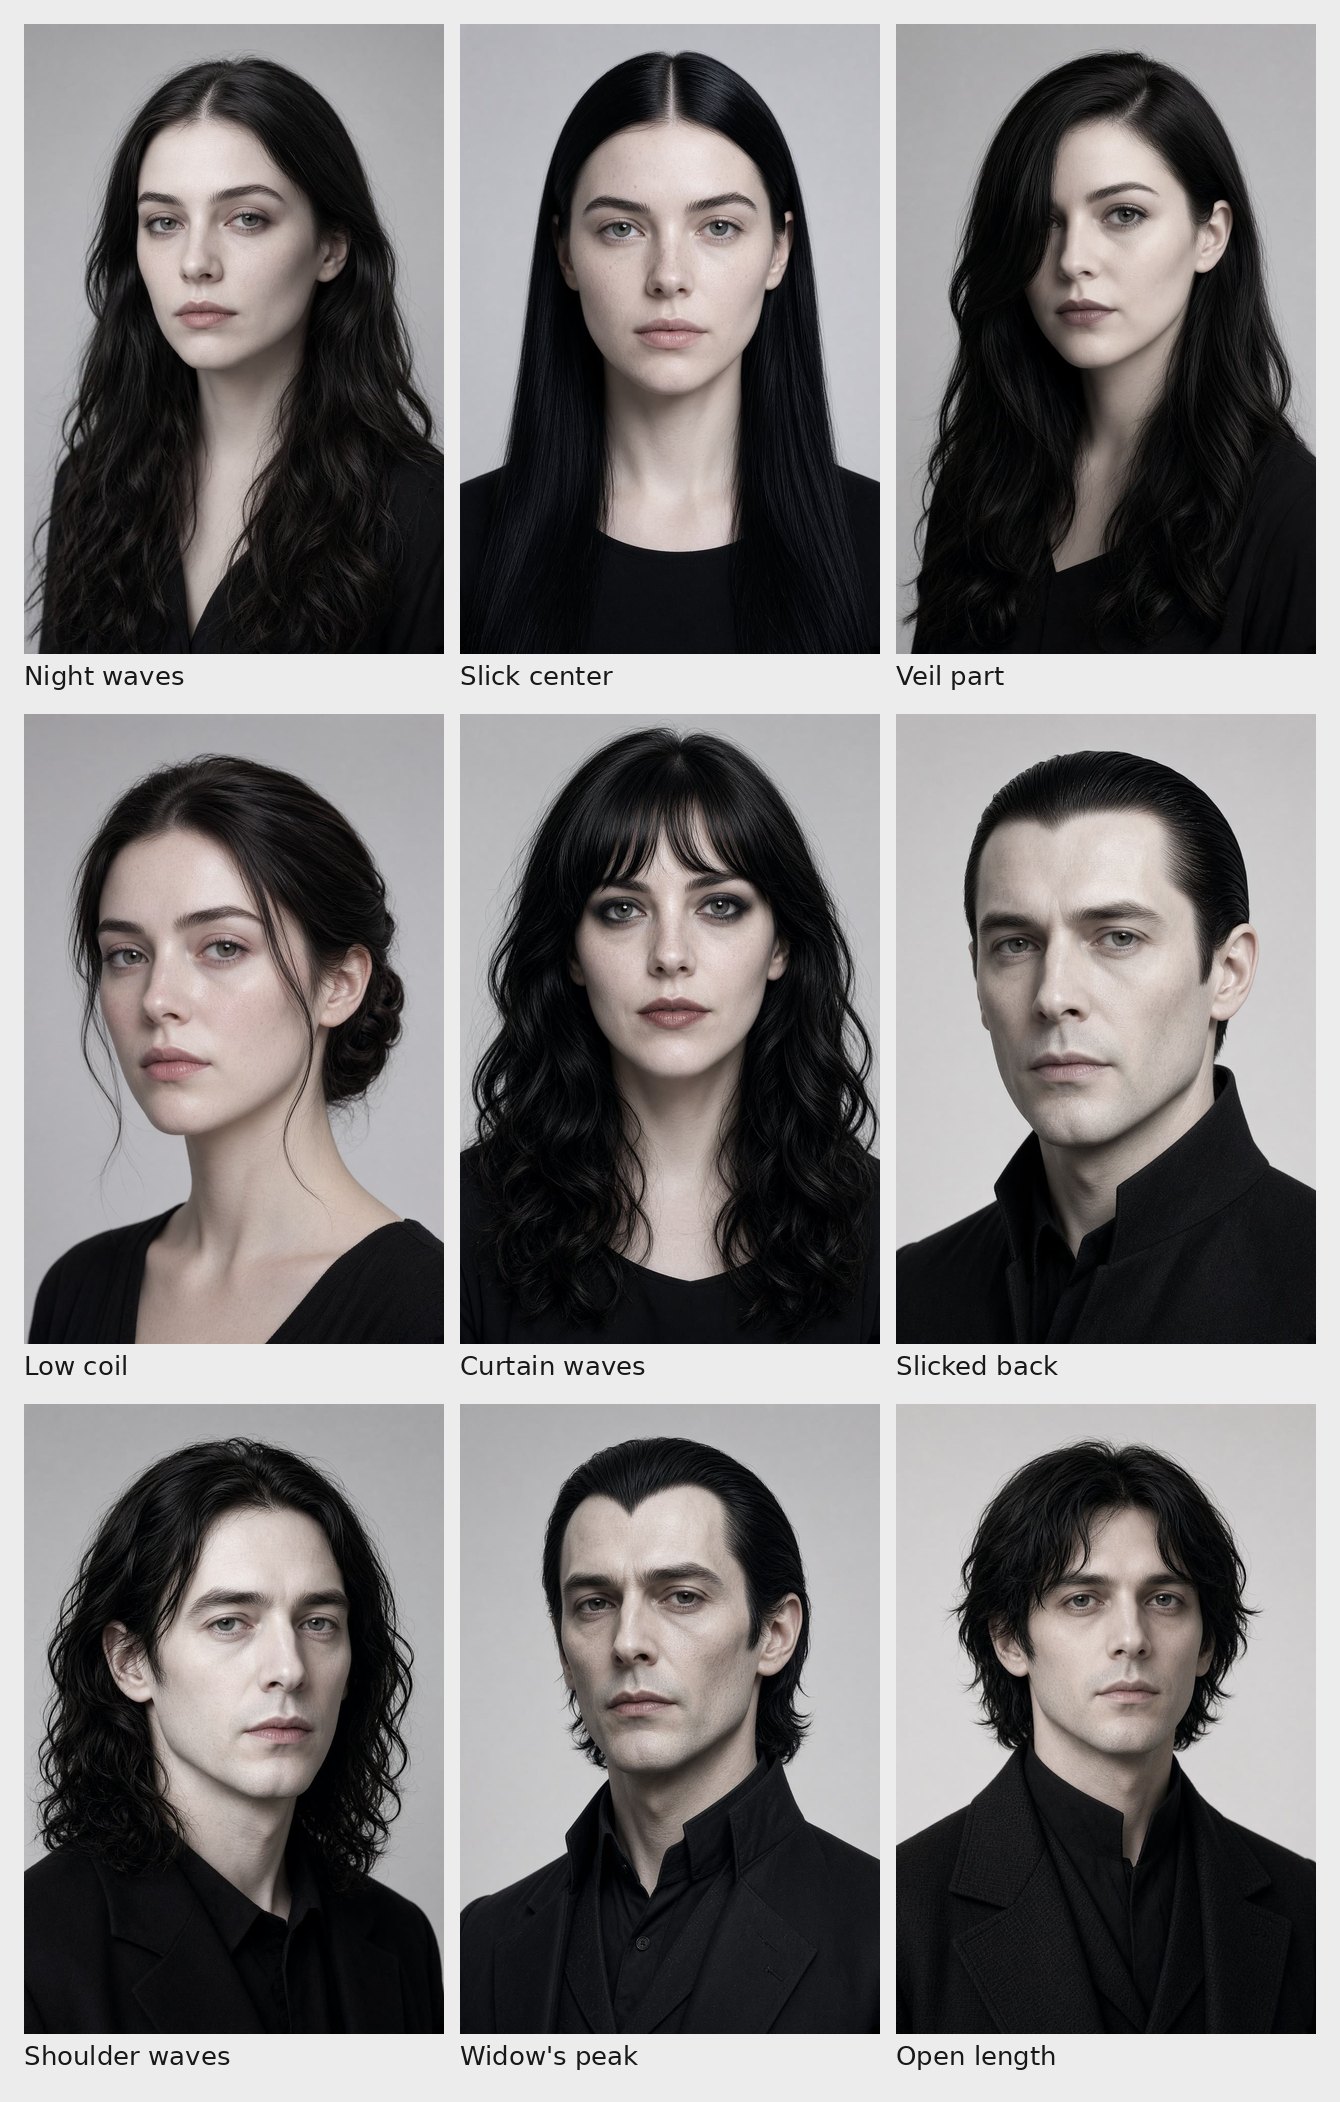 Night waves
Slick center
Veil part
Low coil
Curtain waves
Slicked back
Shoulder waves
Widow's peak
Open length